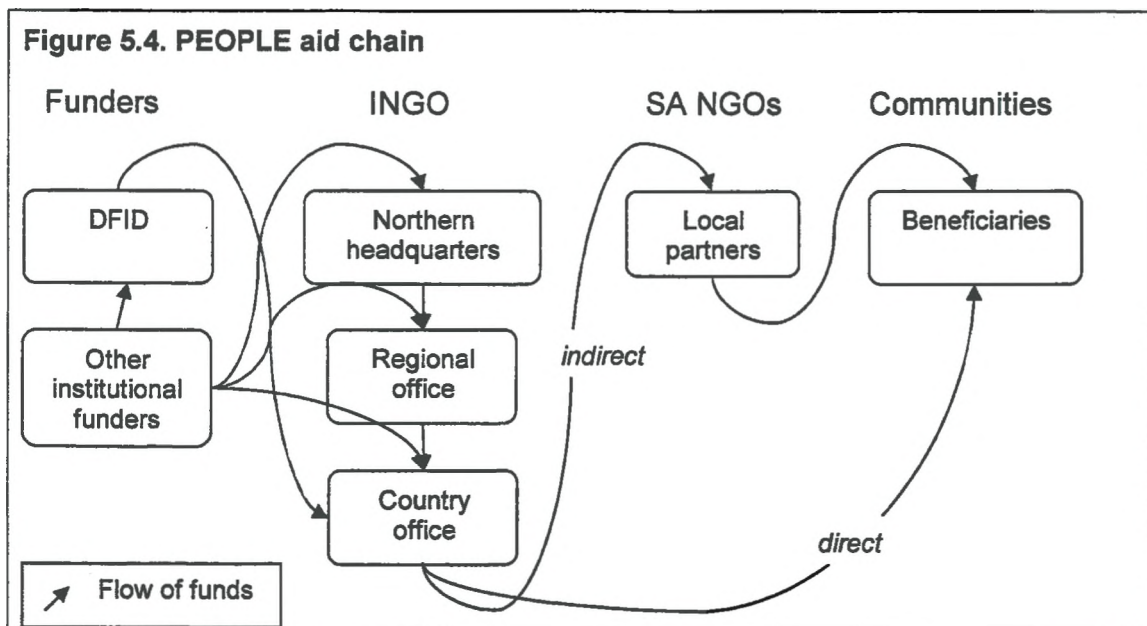 Figure 5.4. PEOPLE aid chain
Funders
INGO
SA NGOs
Communities
DFID
Northern
headquarters
Local
partners
Beneficiaries
Other
institutional
funders
Regional
office
indirect
Country
office
direct
Flow of funds